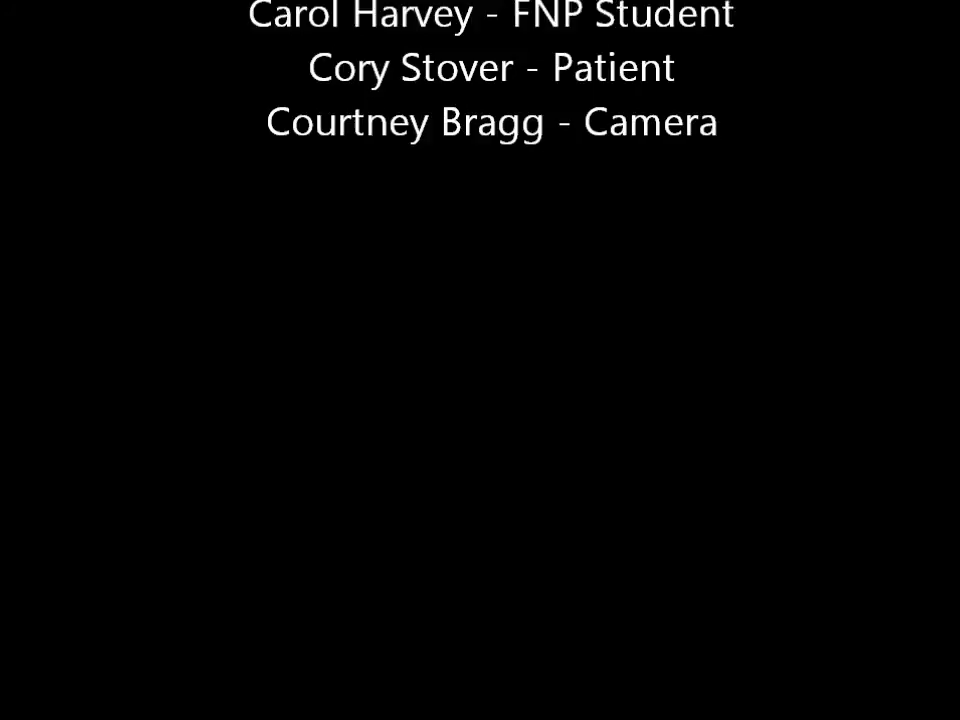 Carol Harvey - FNP Student
Cory Stover - Patient
Courtney Bragg - Camera